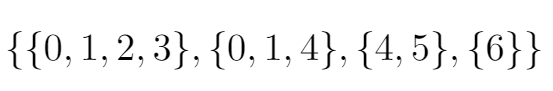 {{0, 1, 2, 3}, {0, 1, 4}, {4, 5}, {6}}